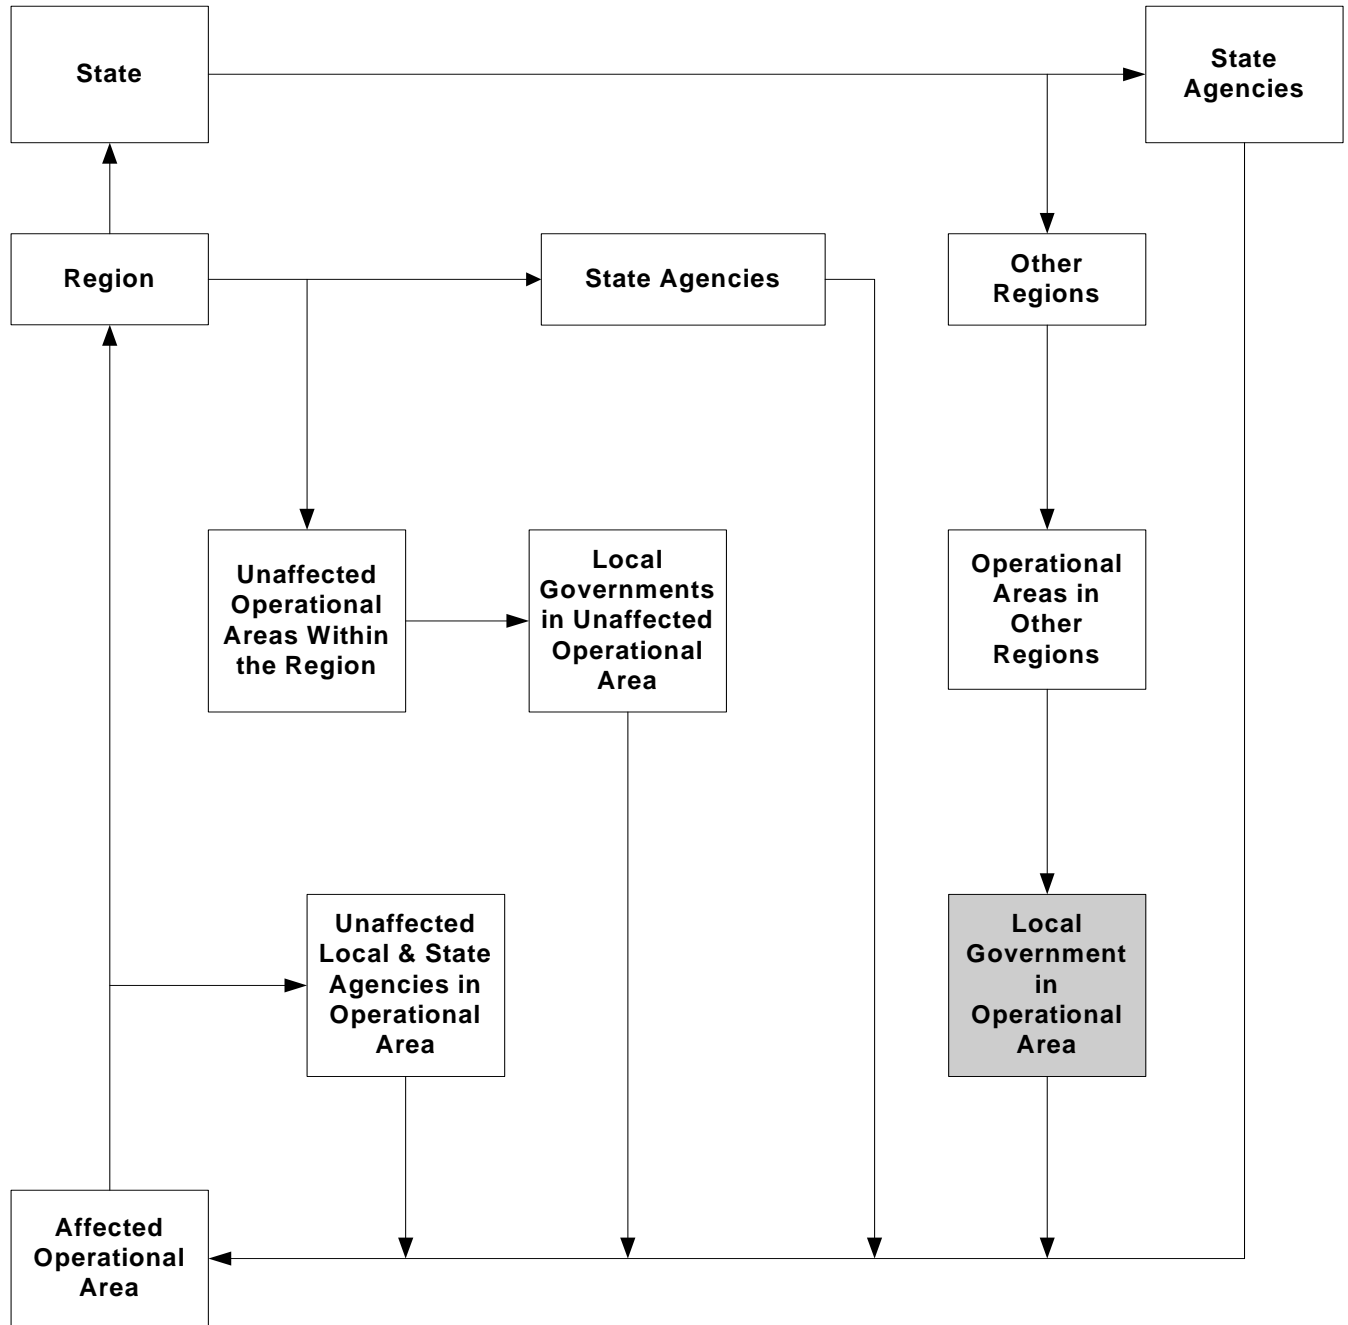 State
State
Agencies
Region
State Agencies
Other
Regions
Unaffected
Operational
Areas Within
the Region
Local
Governments
in Unaffected
Operational
Area
Operational
Areas in
Other
Regions
Unaffected
Local & State
Agencies in
Operational
Area
Local
Government
in
Operational
Area
Affected
Operational
Area